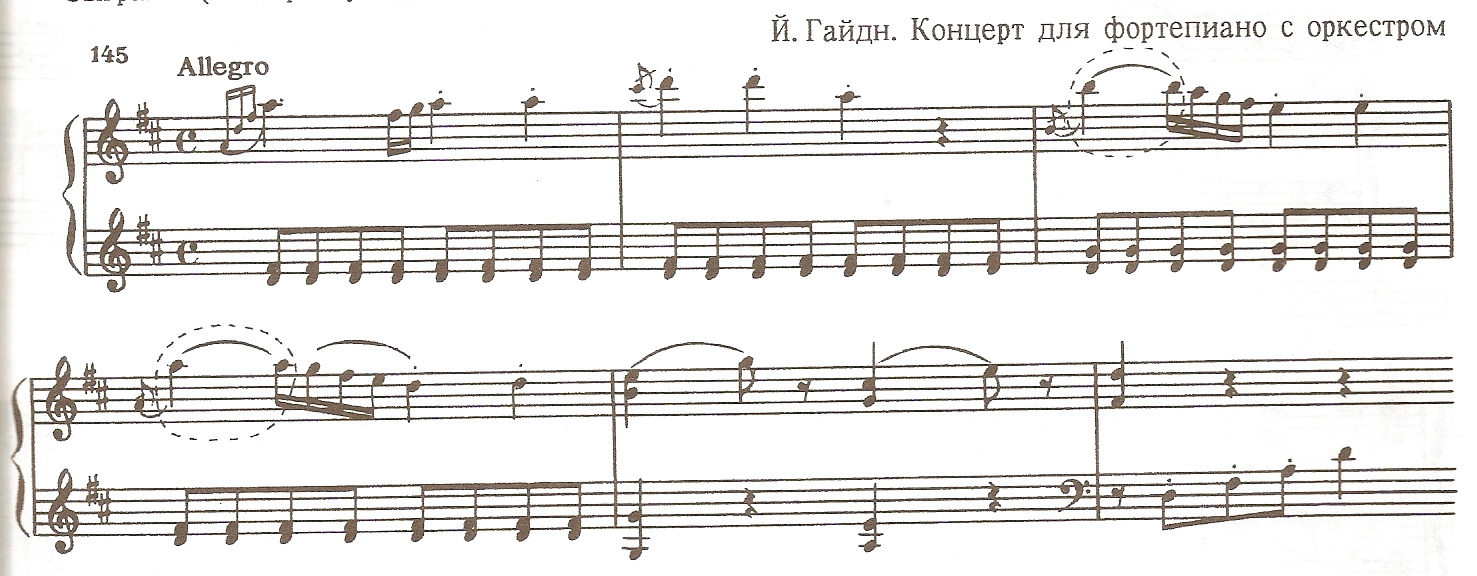 Й. Гайдн. Концерт для фортепиано с оркестром
145
Allegro